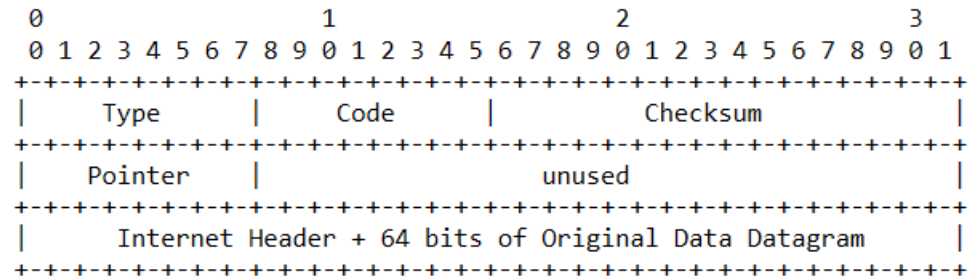 0                   1                   2                   3
0 1 2 3 4 5 6 7 8 9 0 1 2 3 4 5 6 7 8 9 0 1 2 3 4 5 6 7 8 9 0 1
+-+-+-+-+-+-+-+-+-+-+-+-+-+-+-+-+-+-+-+-+-+-+-+-+-+-+-+-+-+-+-+-+
|     Type      |     Code      |          Checksum             |
+-+-+-+-+-+-+-+-+-+-+-+-+-+-+-+-+-+-+-+-+-+-+-+-+-+-+-+-+-+-+-+-+
|    Pointer    |                   unused                      |
+-+-+-+-+-+-+-+-+-+-+-+-+-+-+-+-+-+-+-+-+-+-+-+-+-+-+-+-+-+-+-+-+
|      Internet Header + 64 bits of Original Data Datagram      |
+-+-+-+-+-+-+-+-+-+-+-+-+-+-+-+-+-+-+-+-+-+-+-+-+-+-+-+-+-+-+-+-+